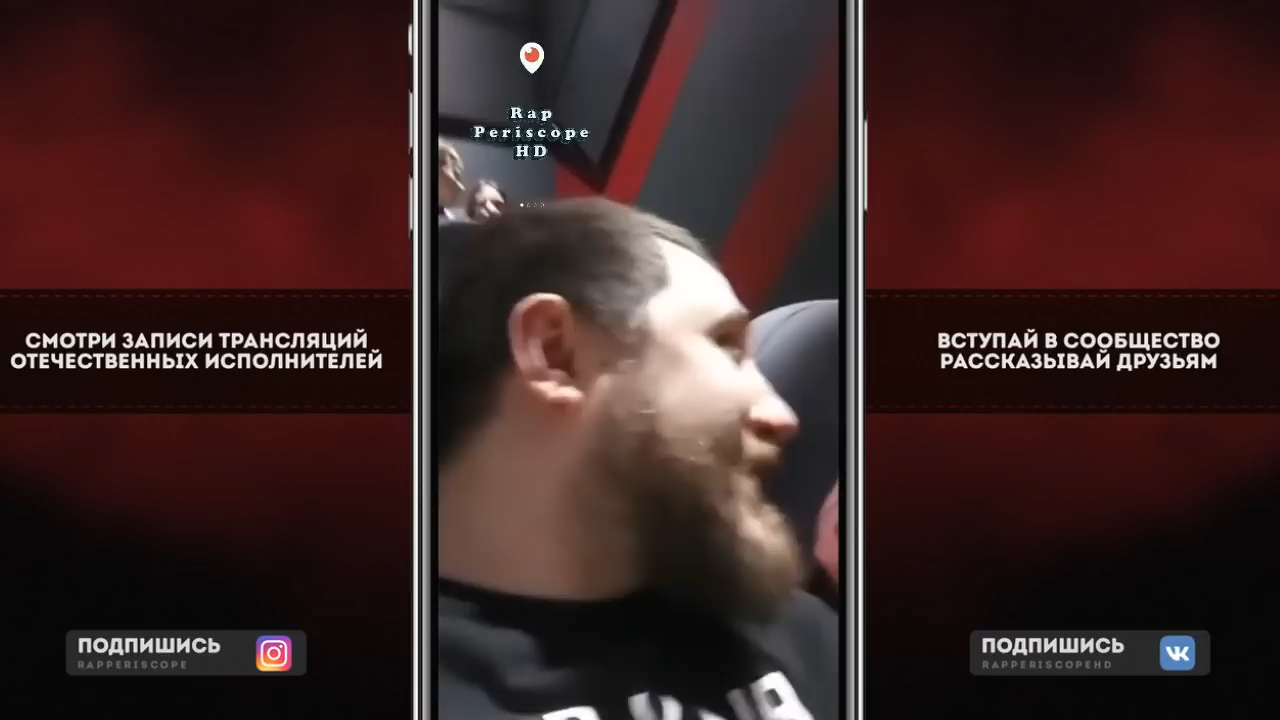 Rap
Periscope
HD
СМОТРИ ЗАПИСИ ТРАНСЛЯЦИЙ
ОТЕЧЕСТВЕННЫХ ИСПОЛНИТЕЛЕЙ
ВСТУПАЙ В СООБЩЕСТВО
РАССКАЗЫВАЙ ДРУЗЬЯМ
ПОДПИШИСЬ
RAPPERISCOPE
ПОДПИШИСЬ
RAPPERISCOPEHD